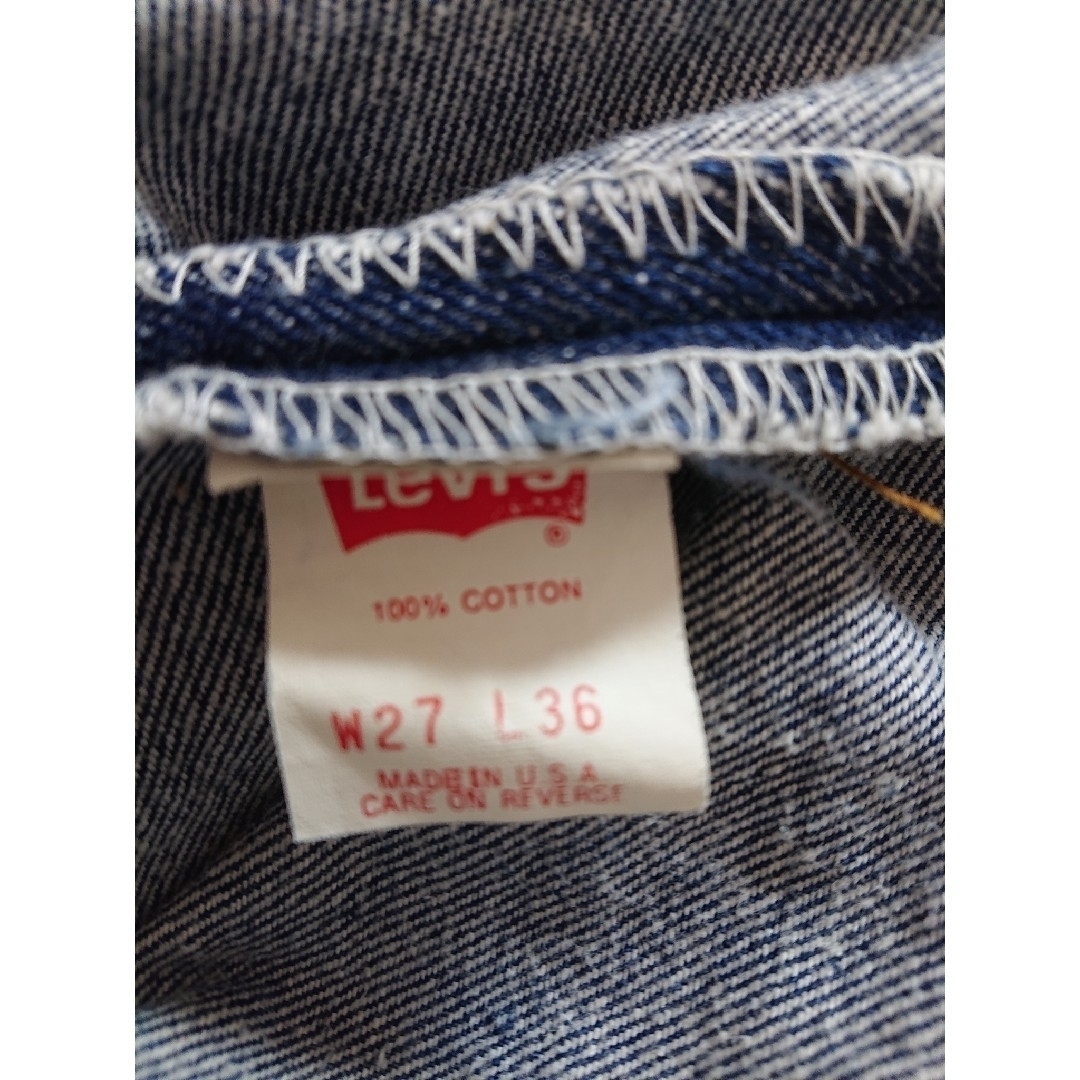 Levi's
®
100% COTTON
W27 L36
MADE IN U S A
CARE ON REVERSE